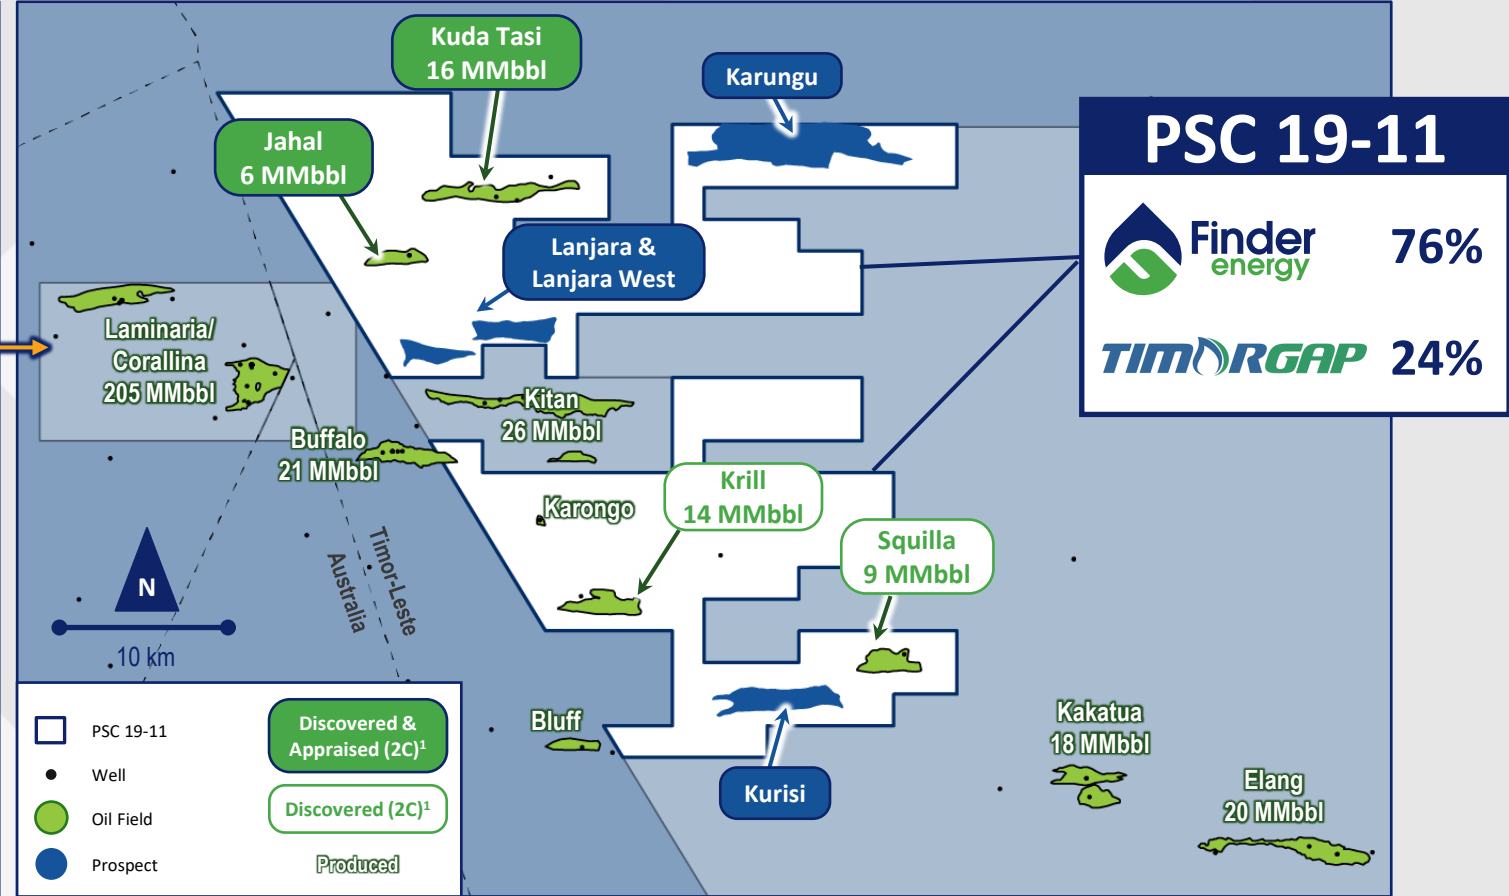 Kuda Tasi
16 MMbbl
Karungu
Jahal
6 MMbbl
PSC 19-11
Finder
energy
76%
TIMORGAP
24%
Lanjara &
Lanjara West
Laminaria/
Corallina
205 MMbbl
Kitan
26 MMbbl
Buffalo
21 MMbbl
Krill
14 MMbbl
Karongo
Squilla
9 MMbbl
Timor-Leste
Australia
N
10 km
Bluff
Kurisi
Kakatua
18 MMbbl
Elang
20 MMbbl
PSC 19-11
Well
Oil Field
Prospect
Discovered &
Appraised (2C)¹
Discovered (2C)¹
Produced